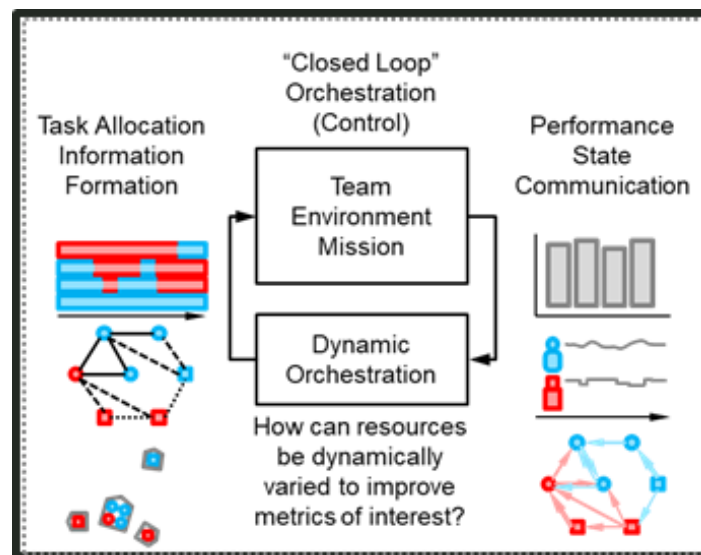 “Closed Loop”
Orchestration
(Control)
Task Allocation
Information
Formation
Team
Environment
Mission
Performance
State
Communication
Dynamic
Orchestration
How can resources
be dynamically
varied to improve
metrics of interest?